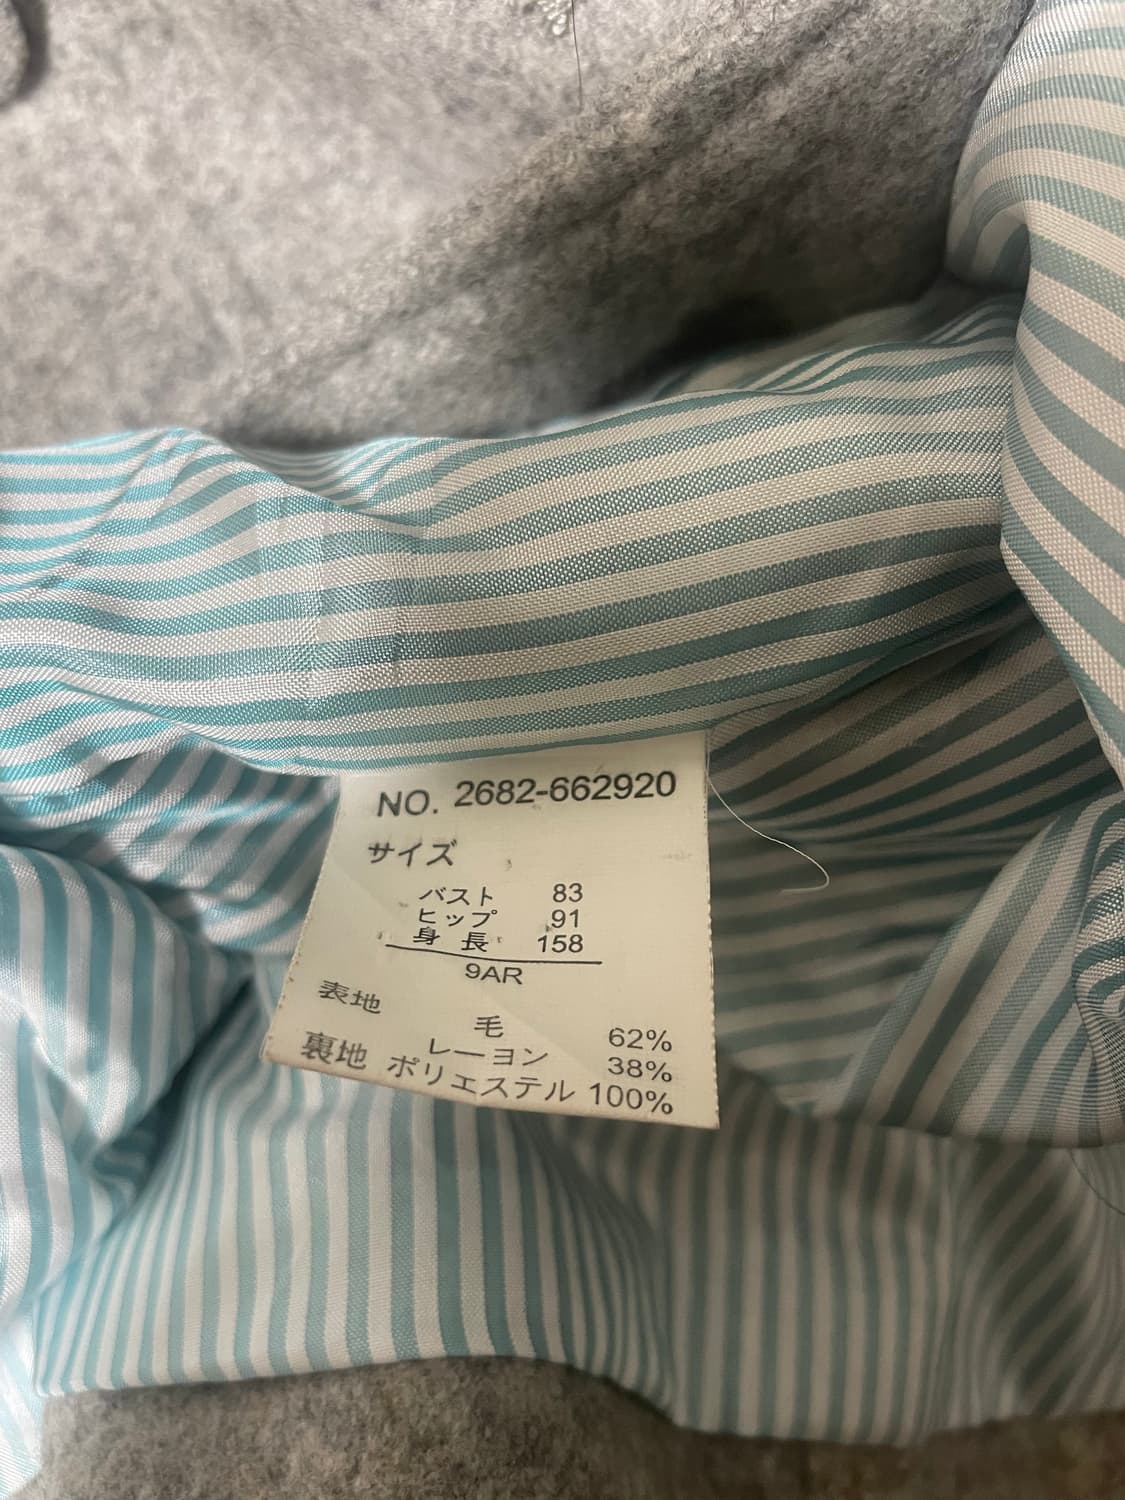 NO. 2682-662920
サイズ
バスト 83
ヒップ 91
身長 158
9AR
表地
毛 62%
レーヨン 38%
裏地 ポリエステル 100%